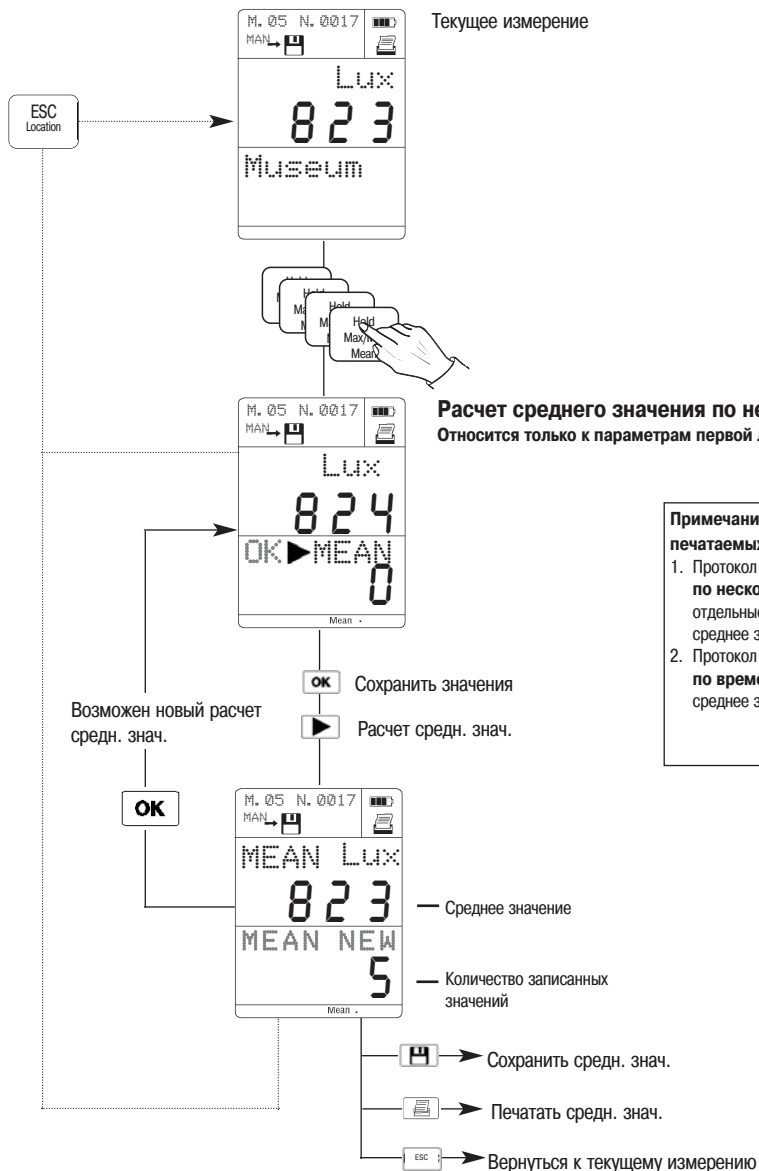 M. 05 N. 0017
MAN
Текущее измерение
Lux
823
Museum
ESC
Location
Hold
Hold
Hold
Max/M
Mean
M. 05 N. 0017
MAN
Lux
824
OK▶MEAN
0
Mean
Расчет среднего значения по не
Относится только к параметрам первой
Примечани
печатаемых
1. Протокол
по неско
отдельные
среднее з
2. Протокол
по време
среднее з
OK Сохранить значения
▶ Расчет средн. знач.
Возможен новый расчет
средн. знач.
OK
M. 05 N. 0017
MAN
MEAN Lux
823
Среднее значение
MEAN NEW
5
Количество записанных
значений
Mean
Сохранить средн. знач.
Печатать средн. знач.
ESC Вернуться к текущему измерению